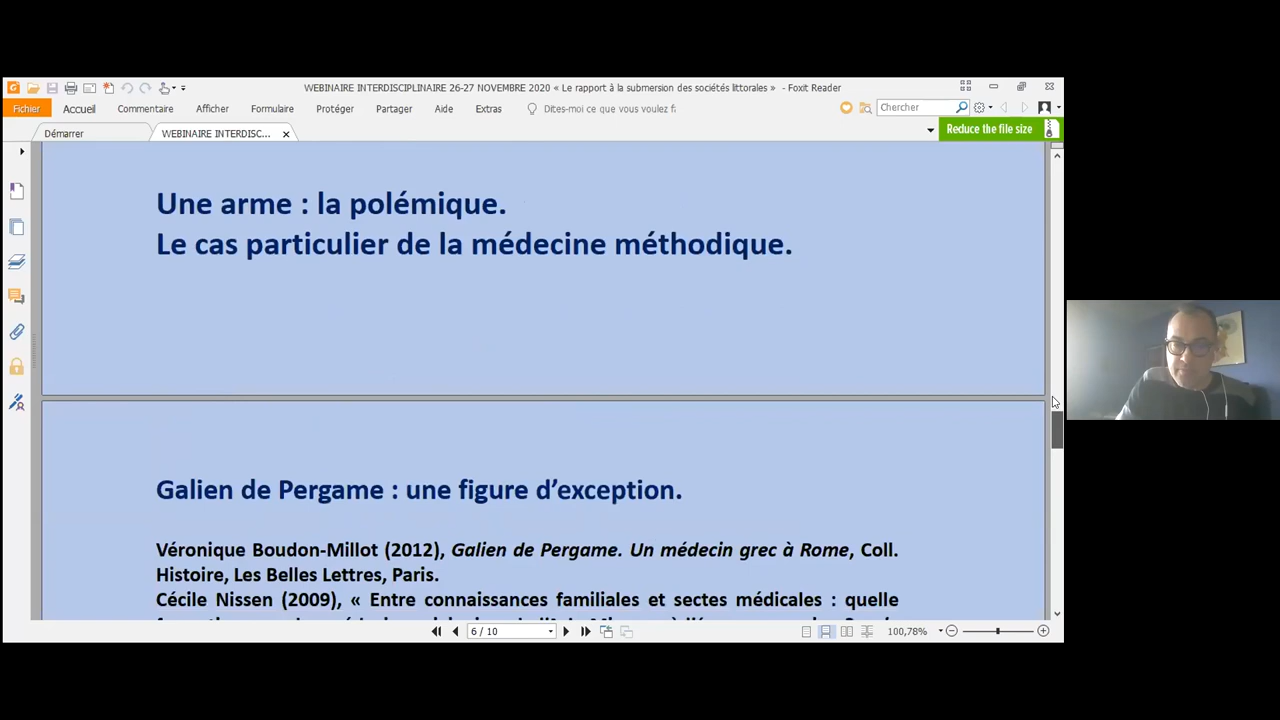 WEBINAIRE INTERDISCIPLINAIRE 26-27 NOVEMBRE 2020 « Le rapport à la submersion des sociétés littorales » - Foxit Reader
Fichier Accueil Commentaire Afficher Formulaire Protéger Partager Aide Extras Dites-moi ce que vous voulez f Chercher
Démarrer WEBINAIRE INTERDISC... Reduce the file size
Une arme : la polémique.
Le cas particulier de la médecine méthodique.
Galien de Pergame : une figure d’exception.
Véronique Boudon-Millot (2012), Galien de Pergame. Un médecin grec à Rome, Coll.
Histoire, Les Belles Lettres, Paris.
Cécile Nissen (2009), « Entre connaissances familiales et sectes médicales : quelle
6 / 10 100,78%